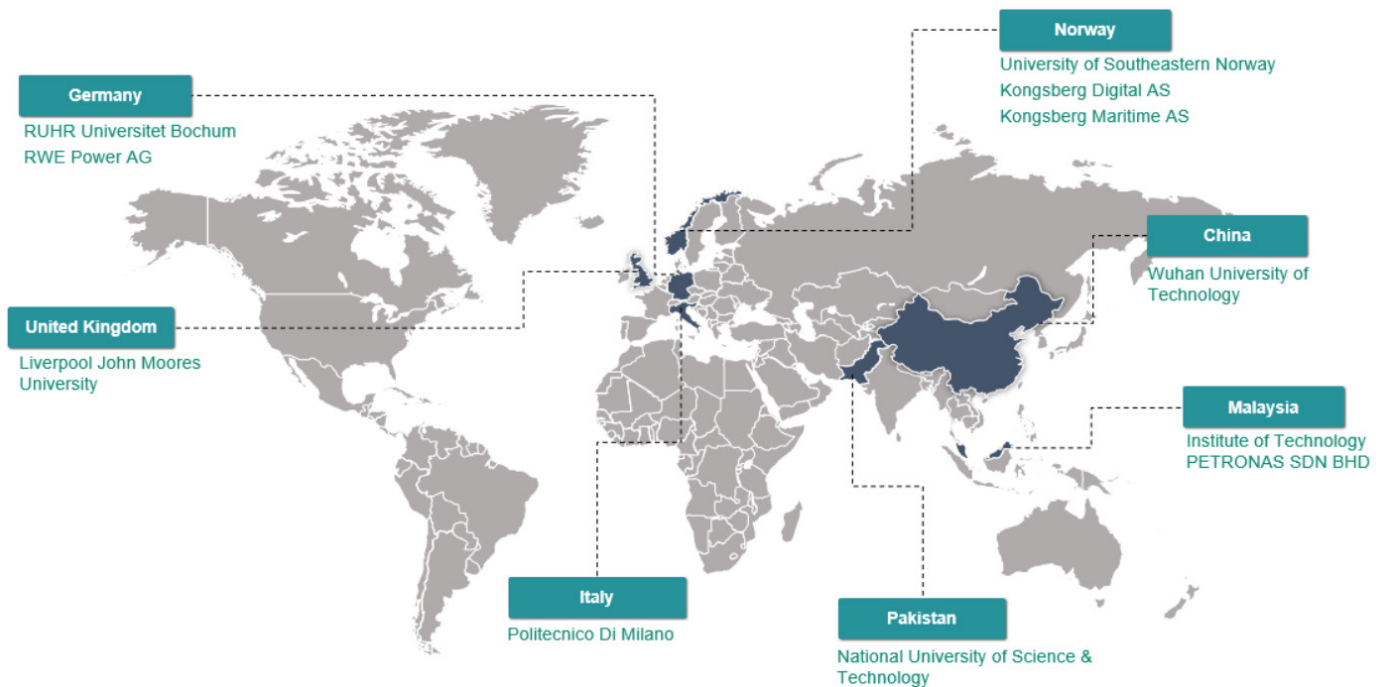 Norway
University of Southeastern Norway
Kongsberg Digital AS
Kongsberg Maritime AS
Germany
RUHR Universitet Bochum
RWE Power AG
China
Wuhan University of
Technology
United Kingdom
Liverpool John Moores
University
Malaysia
Institute of Technology
PETRONAS SDN BHD
Italy
Politecnico Di Milano
Pakistan
National University of Science &
Technology